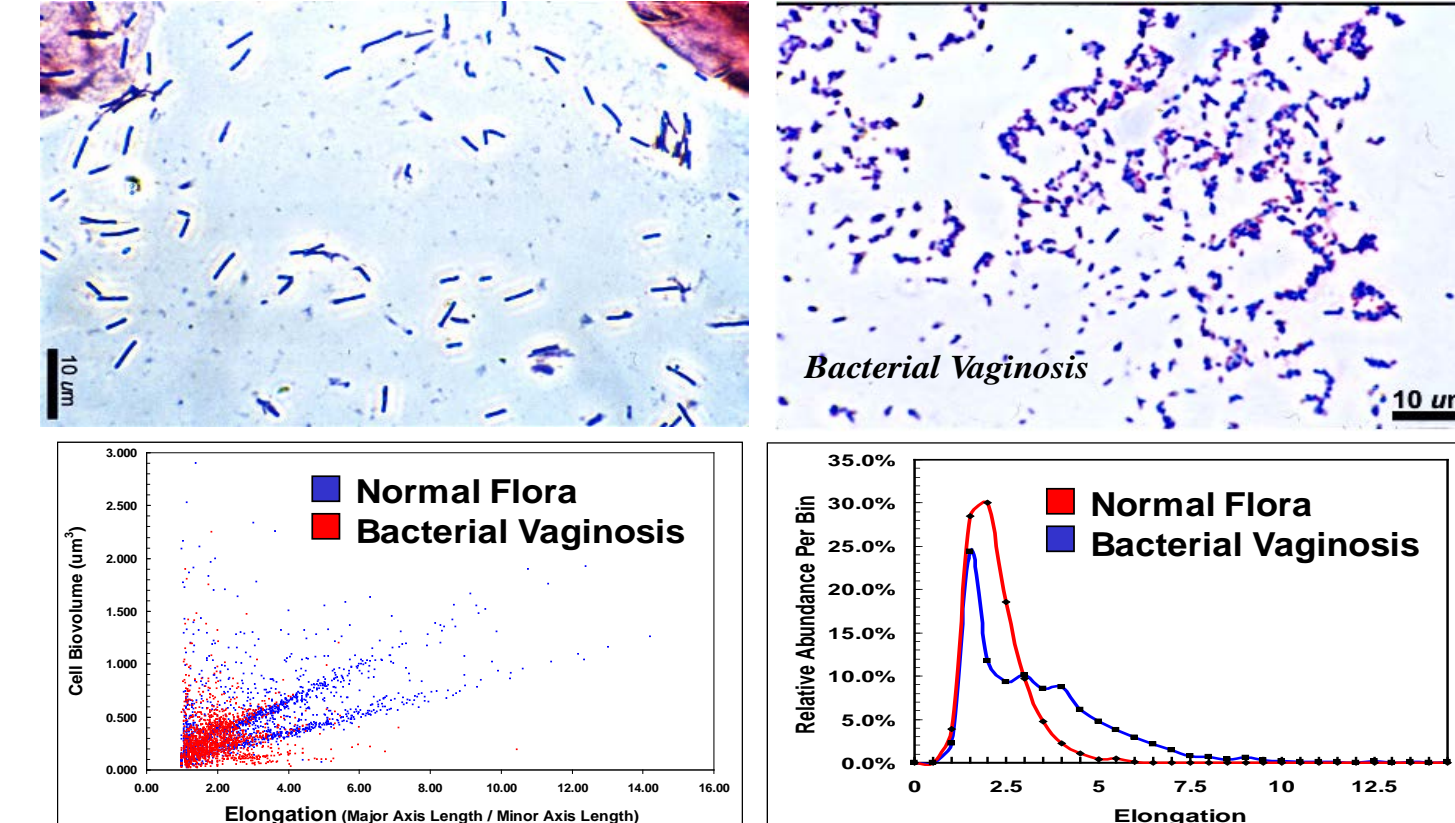 10 um
Bacterial Vaginosis
10 ur
3.000
2.500
2.000
1.500
1.000
0.500
0.000
Cell Biovolume (um³)
Normal Flora
Bacterial Vaginosis
0.00 2.00 4.00 6.00 8.00 10.00 12.00 14.00 16.00
Elongation (Major Axis Length / Minor Axis Length)
35.0%
30.0%
25.0%
20.0%
15.0%
10.0%
5.0%
0.0%
Relative Abundance Per Bin
Normal Flora
Bacterial Vaginosis
0 2.5 5 7.5 10 12.5
Elongation